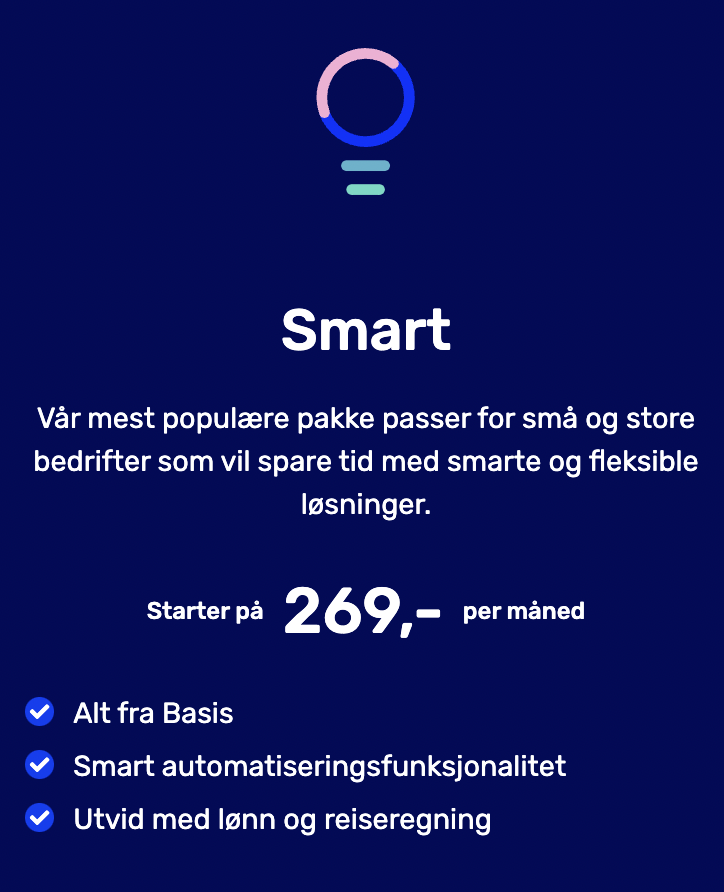 Smart
Vår mest populære pakke passer for små og store
bedrifter som vil spare tid med smarte og fleksible
løsninger.
Starter på 269,- per måned
Alt fra Basis
Smart automatiseringsfunksjonalitet
Utvid med lønn og reiseregning